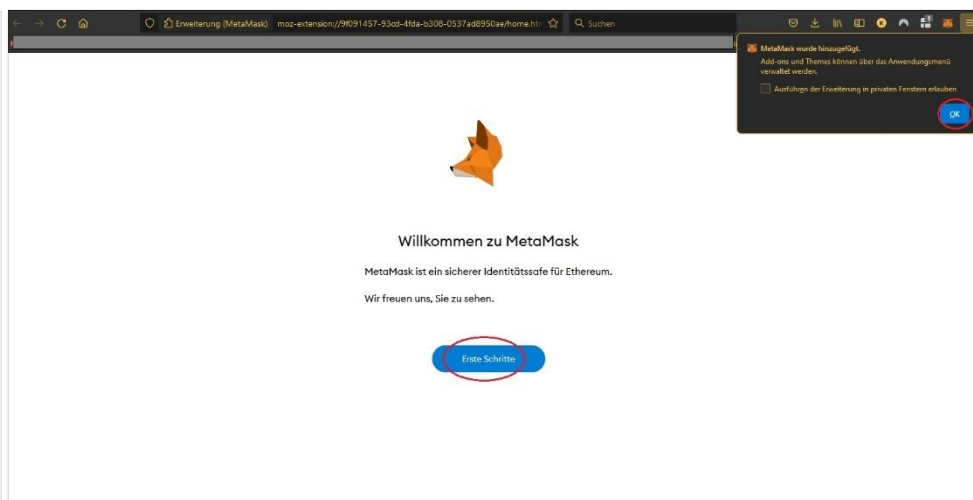 Erweiterung (MetaMask) moz-extension://9f091457-93cd-4fda-b308-0537ad8950ae/home.htm Suchen
MetaMask wurde hinzugefügt.
Add-ons und Themes können über das Anwendungsmenü
verwaltet werden.
Ausführen der Erweiterung in privaten Fenstern erlauben
OK
Willkommen zu MetaMask
MetaMask ist ein sicherer Identitätssafe für Ethereum.
Wir freuen uns, Sie zu sehen.
Erste Schritte